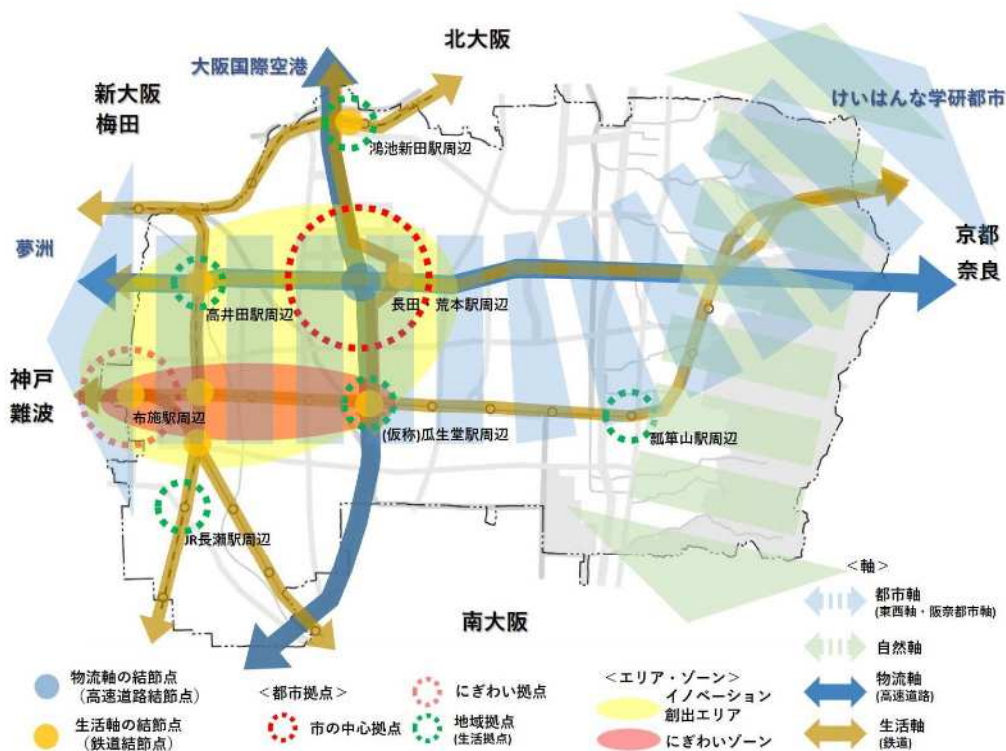 北大阪
大阪国際空港
新大阪
梅田
けいはんな学研都市
鴻池新田駅周辺
夢洲
京都
奈良
高井田駅周辺
長田・荒本駅周辺
神戸
難波
布施駅周辺
(仮称)瓜生堂駅周辺
瓢箪山駅周辺
JR長瀬駅周辺
南大阪
<軸>
都市軸
(東西軸・阪奈都市軸)
自然軸
物流軸
(高速道路)
生活軸
(鉄道)
物流軸の結節点
(高速道路結節点)
生活軸の結節点
(鉄道結節点)
<都市拠点>
市の中心拠点
にぎわい拠点
地域拠点
(生活拠点)
<エリア・ゾーン>
イノベーション
創出エリア
にぎわいゾーン